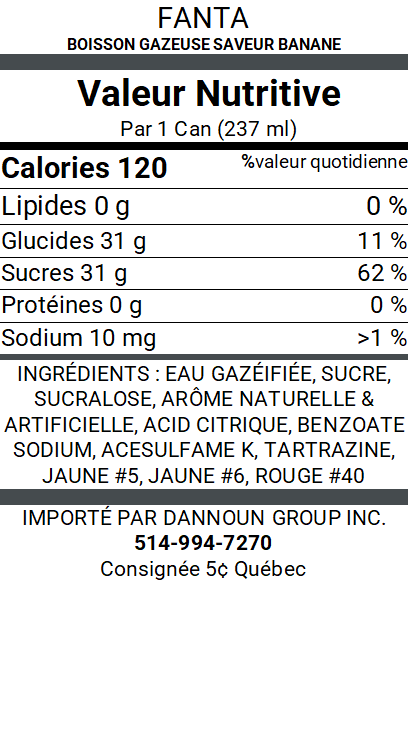 FANTA
BOISSON GAZEUSE SAVEUR BANANE
Valeur Nutritive
Par 1 Can (237 ml)
Calories 120 %valeur quotidienne
Lipides 0 g 0 %
Glucides 31 g 11 %
Sucres 31 g 62 %
Protéines 0 g 0 %
Sodium 10 mg >1 %
INGRÉDIENTS : EAU GAZÉIFIÉE, SUCRE,
SUCRALOSE, ARÔME NATURELLE &
ARTIFICIELLE, ACID CITRIQUE, BENZOATE
SODIUM, ACESULFAME K, TARTRAZINE,
JAUNE #5, JAUNE #6, ROUGE #40
IMPORTÉ PAR DANNOUN GROUP INC.
514-994-7270
Consignée 5¢ Québec